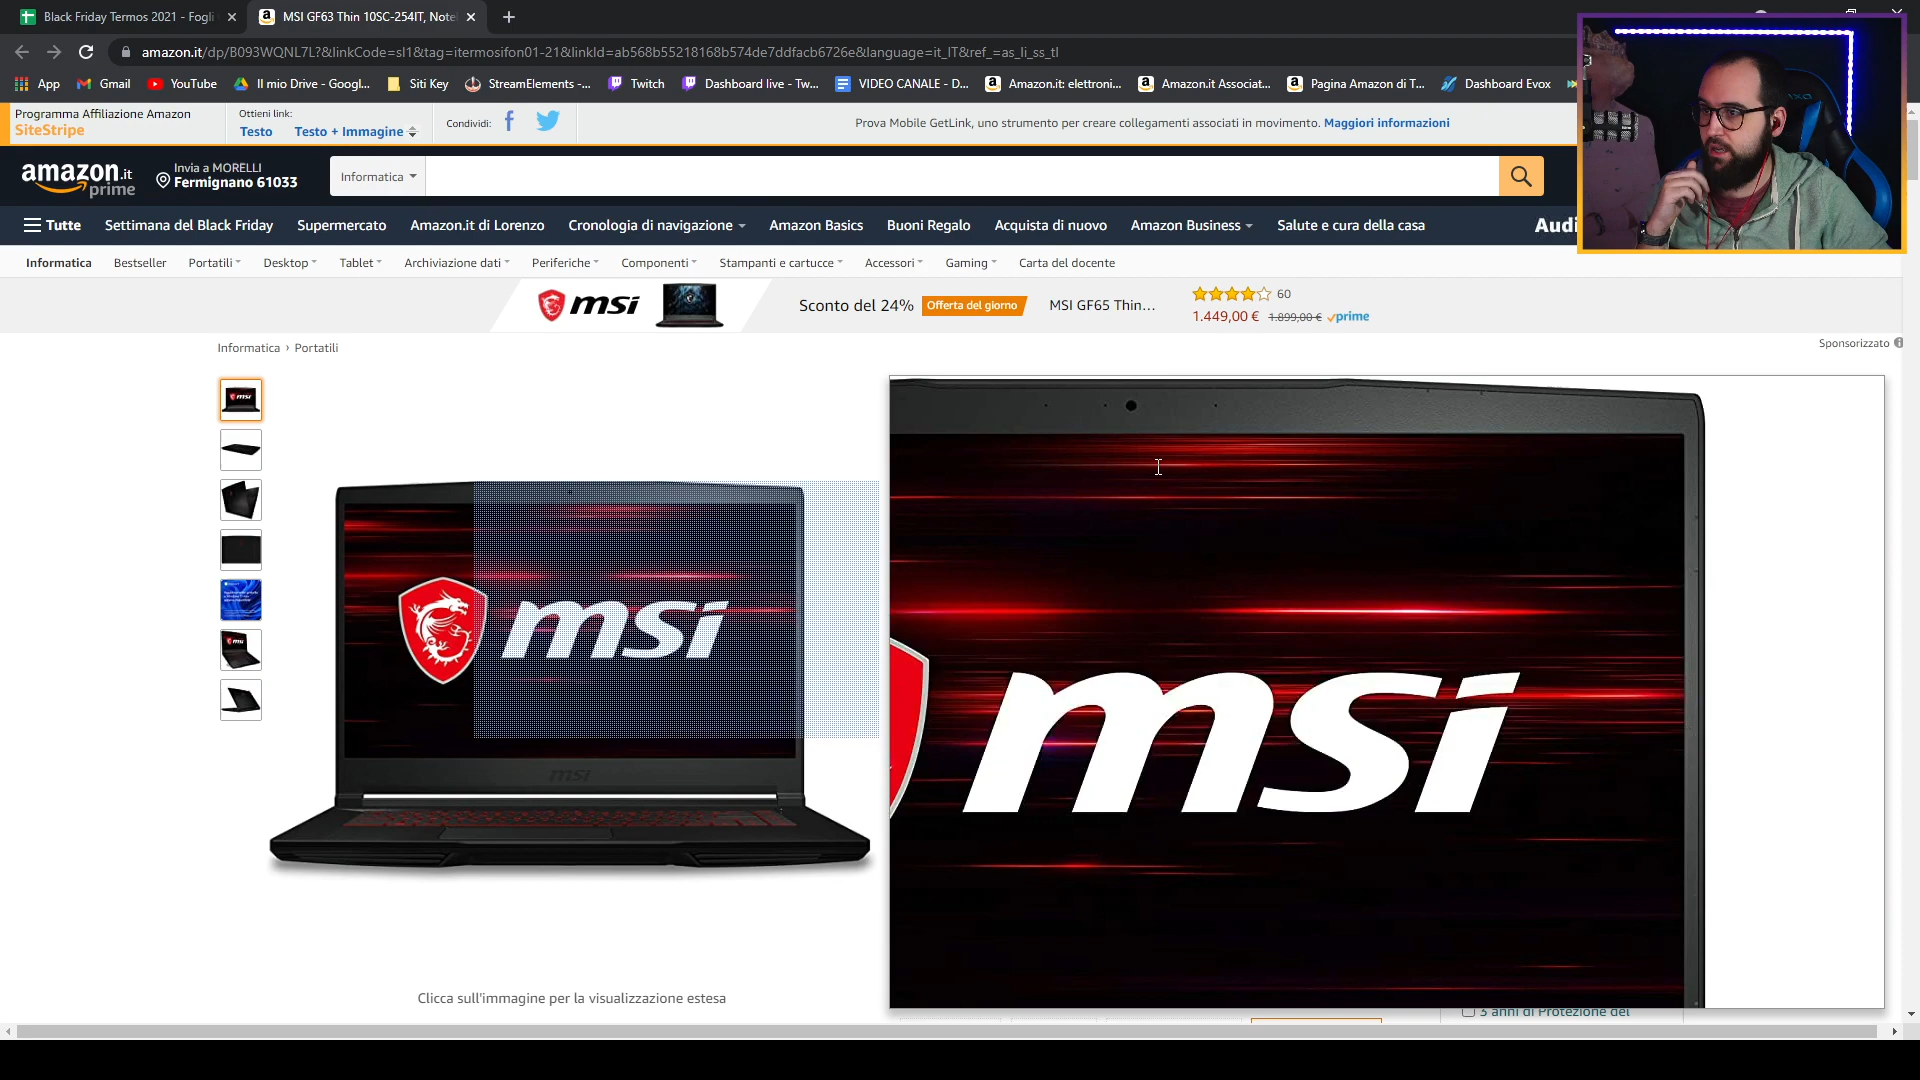 Black Friday Termos 2021 - Fogli
MSI GF63 Thin 10SC-254IT, Note
amazon.it/dp/B093WQNL7L?&linkCode=sl1&tag=itermosifon01-21&linkId=ab568b55218168b574de7ddfacb6726e&language=it_IT&ref_=as_li_ss_tl
App Gmail YouTube Il mio Drive - Googl... Siti Key StreamElements -... Twitch Dashboard live - Tw... VIDEO CANALE - D... Amazon.it: elettroni... Amazon.it Associat... Pagina Amazon di T... Dashboard Evox
Programma Affiliazione Amazon
SiteStripe
Ottieni link:
Testo Testo + Immagine
Condividi:
Prova Mobile GetLink, uno strumento per creare collegamenti associati in movimento. Maggiori informazioni
amazon.it
prime
Invia a MORELLI
Fermignano 61033
Informatica
Tutte Settimana del Black Friday Supermercato Amazon.it di Lorenzo Cronologia di navigazione Amazon Basics Buoni Regalo Acquista di nuovo Amazon Business Salute e cura della casa Audi
Informatica Bestseller Portatili Desktop Tablet Archiviazione dati Periferiche Componenti Stampanti e cartucce Accessori Gaming Carta del docente
msi
Sconto del 24% Offerta del giorno MSI GF65 Thin...
60
1.449,00 € 1.899,00 € prime
Sponsorizzato
Informatica › Portatili
msi
msi
msi
Clicca sull'immagine per la visualizzazione estesa
3 anni di Protezione del